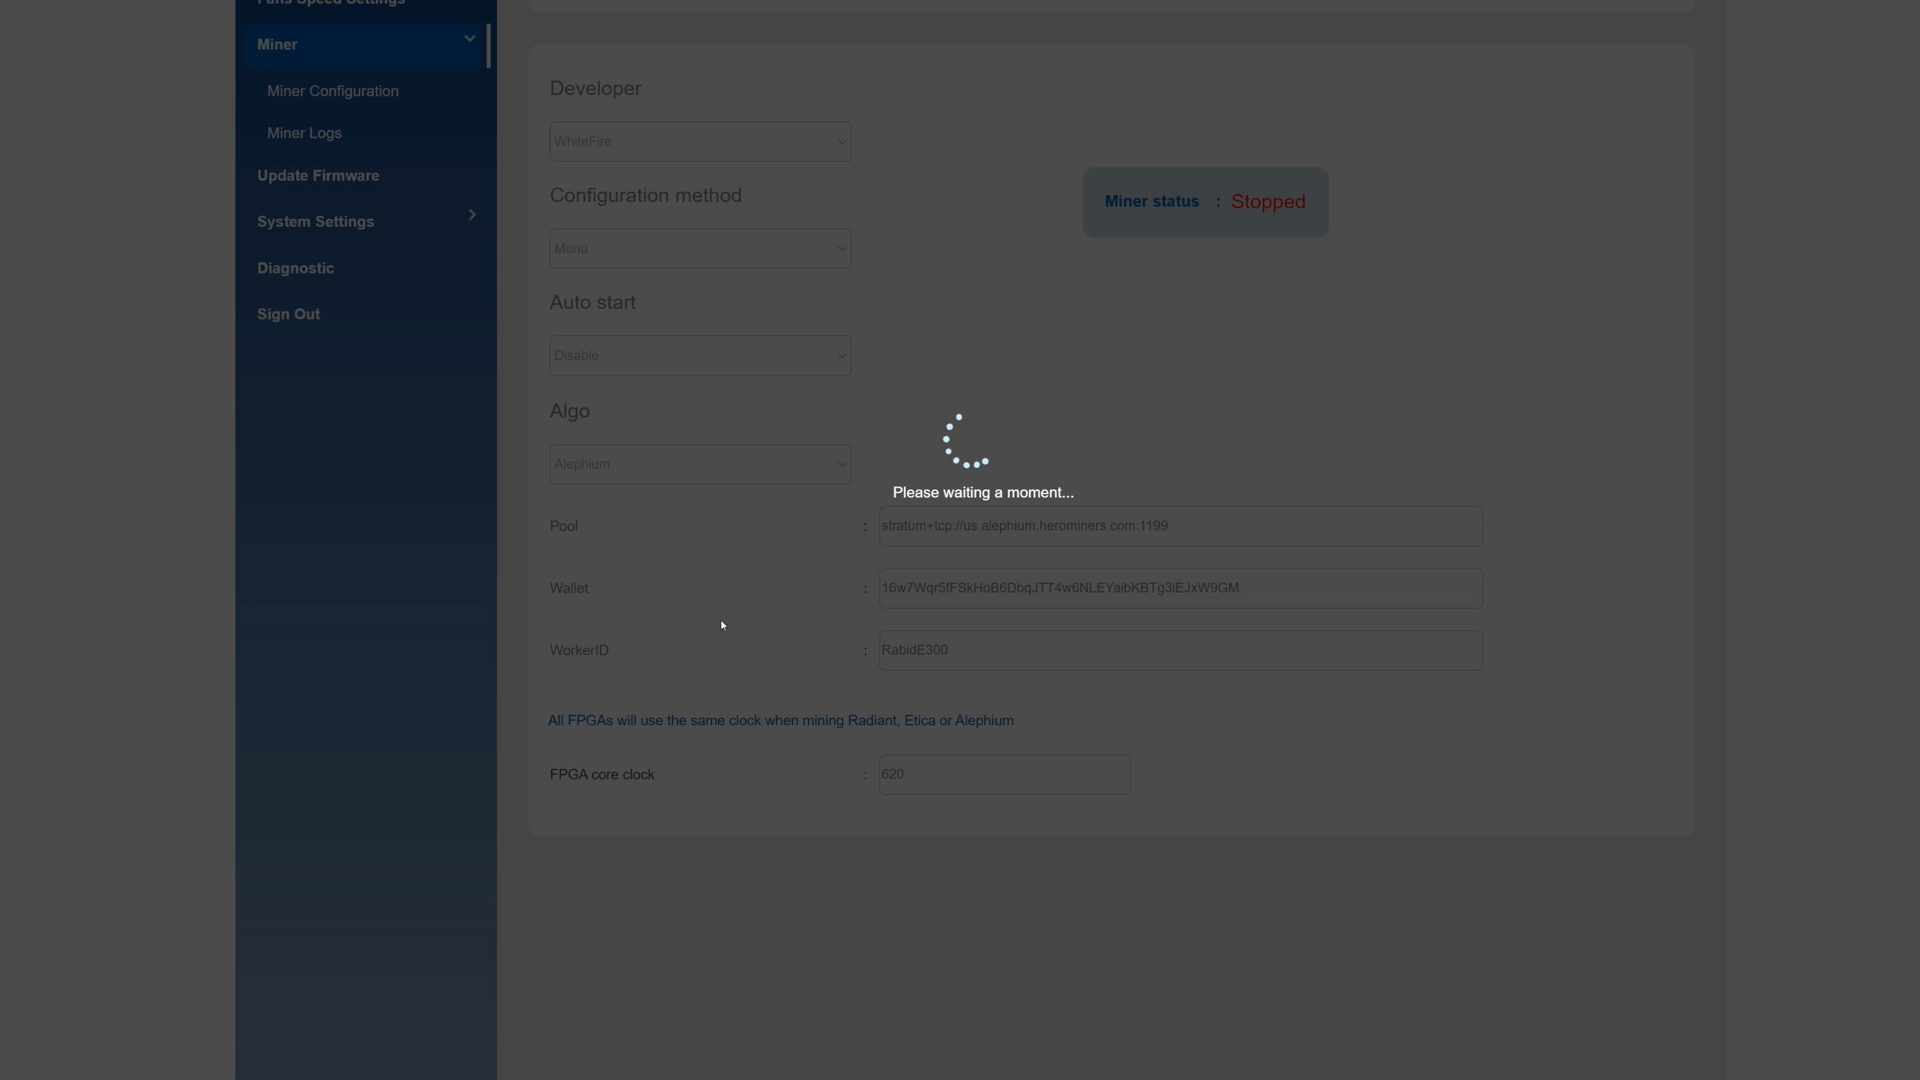 Fans Speed Settings
Miner
Miner Configuration
Miner Logs
Update Firmware
System Settings
Diagnostic
Sign Out
Developer
WhiteFire
Configuration method
Menu
Miner status : Stopped
Auto start
Disable
Algo
Alephium
Please waiting a moment...
Pool : stratum+tcp://us.alephium.herominers.com:1199
Wallet : 16w7Wqr5fFSkHoB6DbqJTT4w6NLEYaibKBTg3iEJxW9GM
WorkerID : RabidE300
All FPGAs will use the same clock when mining Radiant, Etica or Alephium
FPGA core clock : 620